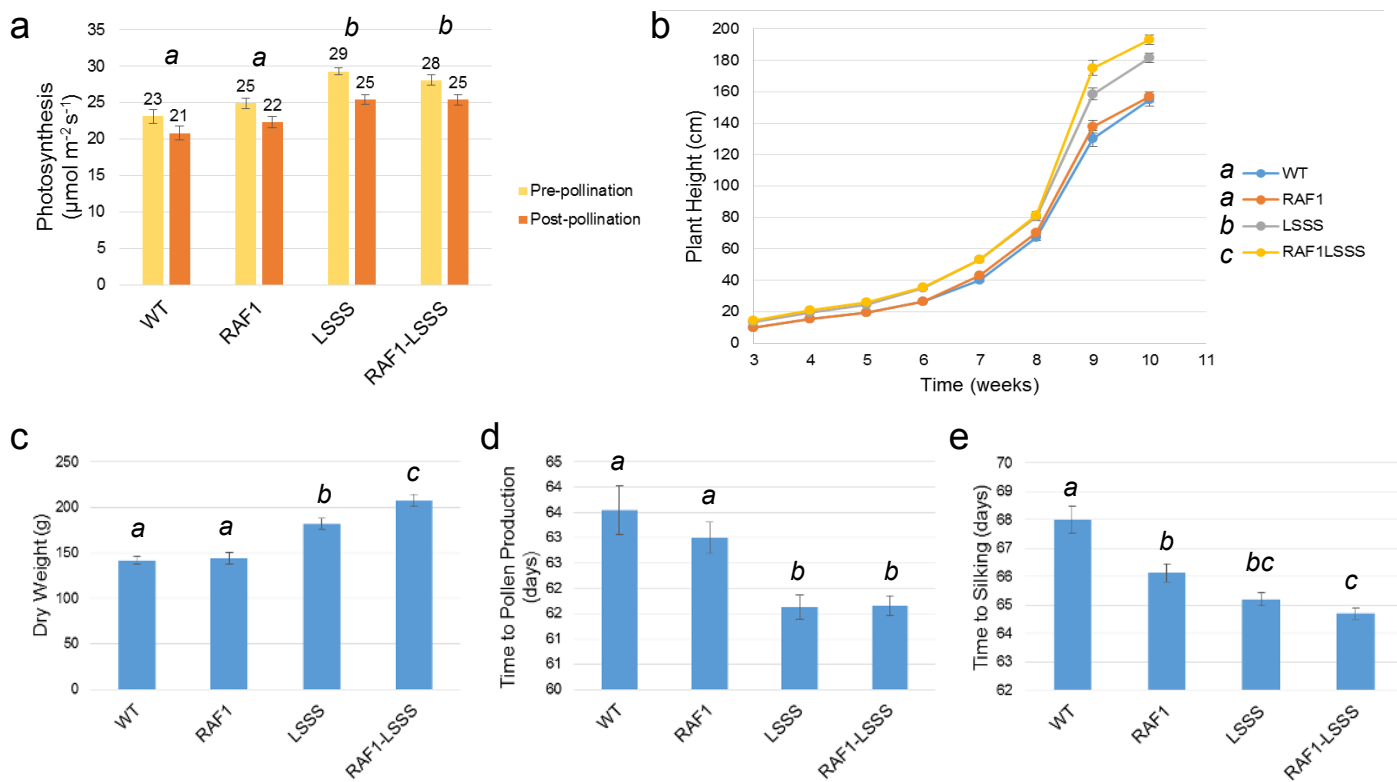 a
Photosynthesis
(µmol m⁻² s⁻¹)
35
30
25
20
15
10
5
0
a
a
b
b
23
21
25
22
29
25
28
25
WT
RAF1
LSSS
RAF1-LSSS
Pre-pollination
Post-pollination
b
Plant Height (cm)
200
180
160
140
120
100
80
60
40
20
0
3 4 5 6 7 8 9 10 11
Time (weeks)
a WT
a RAF1
b LSSS
c RAF1LSSS
c
Dry Weight (g)
250
200
150
100
50
0
a
a
b
c
WT
RAF1
LSSS
RAF1-LSSS
d
Time to Pollen Production
(days)
65
64
64
63
63
62
62
61
61
60
a
a
b
b
WT
RAF1
LSSS
RAF1-LSSS
e
Time to Silking (days)
70
69
68
67
66
65
64
63
62
a
b
bc
c
WT
RAF1
LSSS
RAF1-LSSS